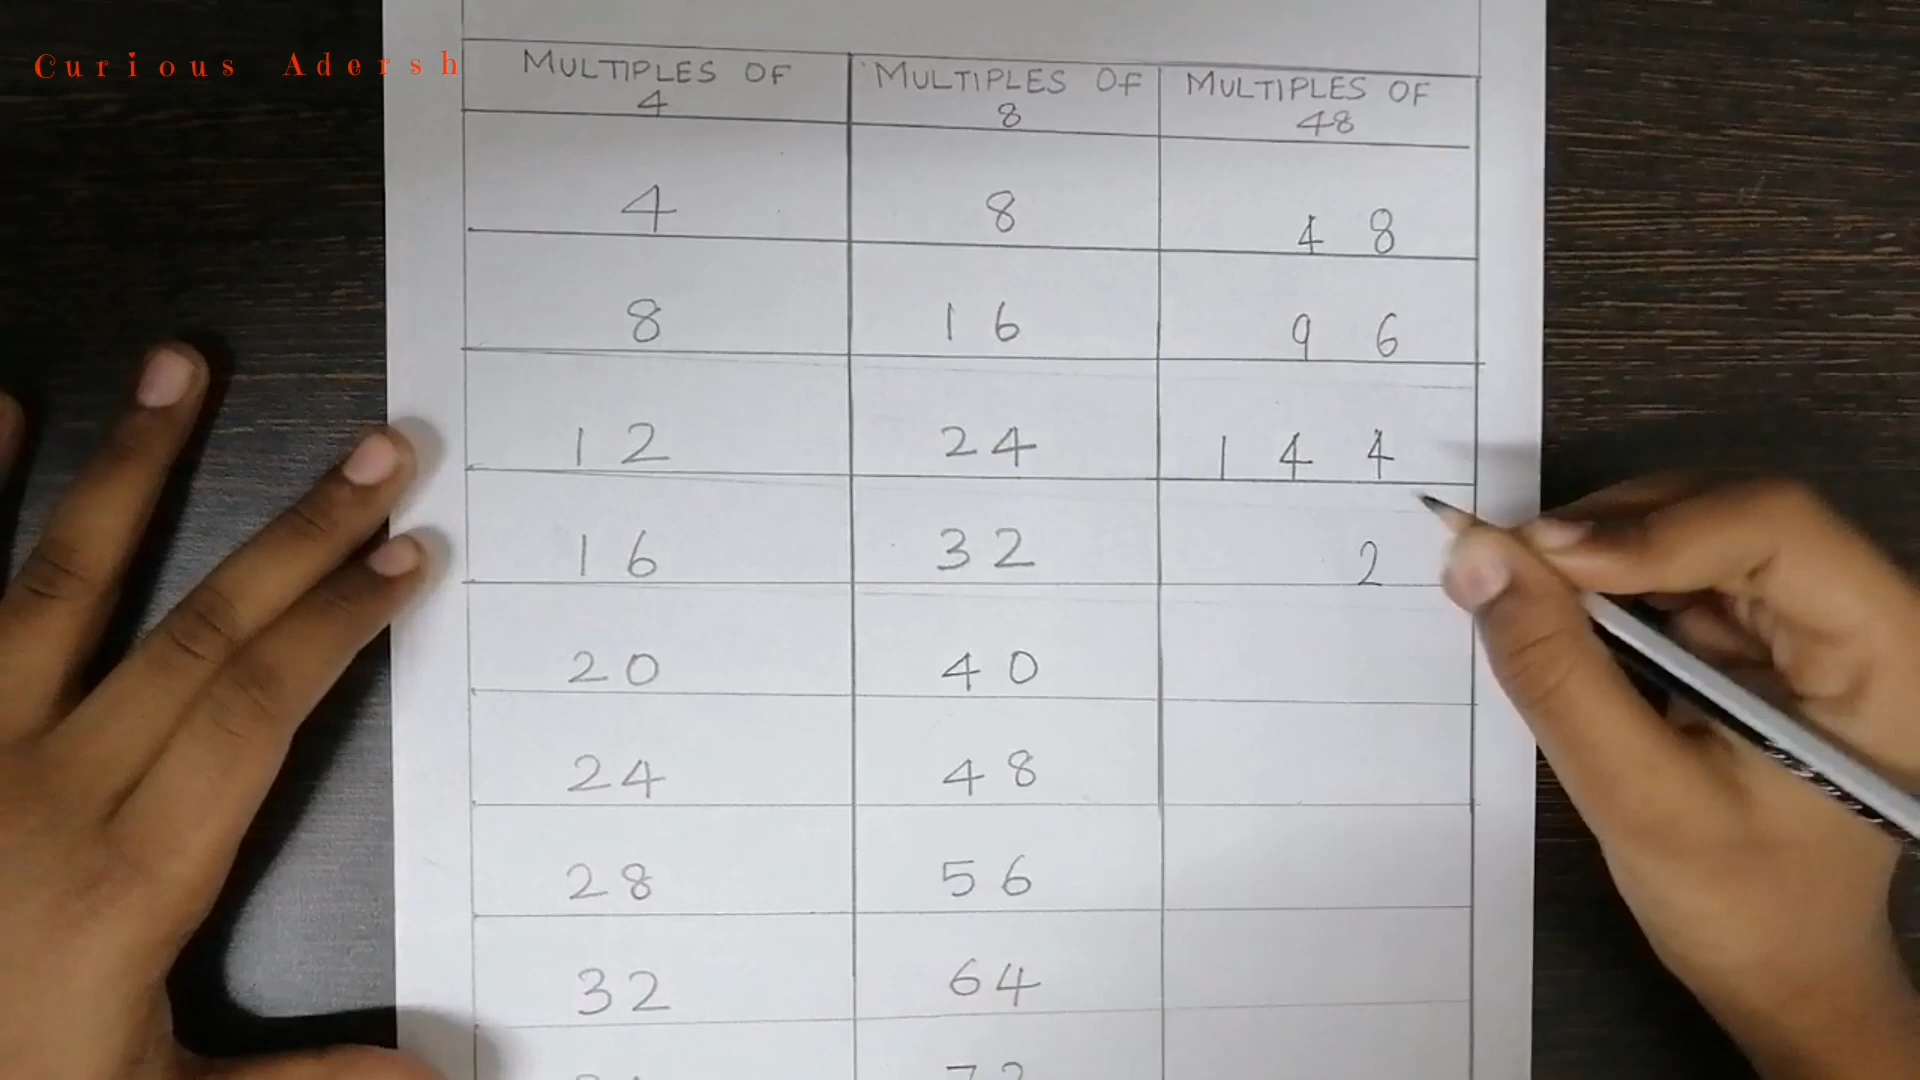 Curious Adersh
MULTIPLES OF 4 MULTIPLES OF 8 MULTIPLES OF 48
4 8 48
8 16 96
12 24 144
16 32 2
20 40
24 48
28 56
32 64
72